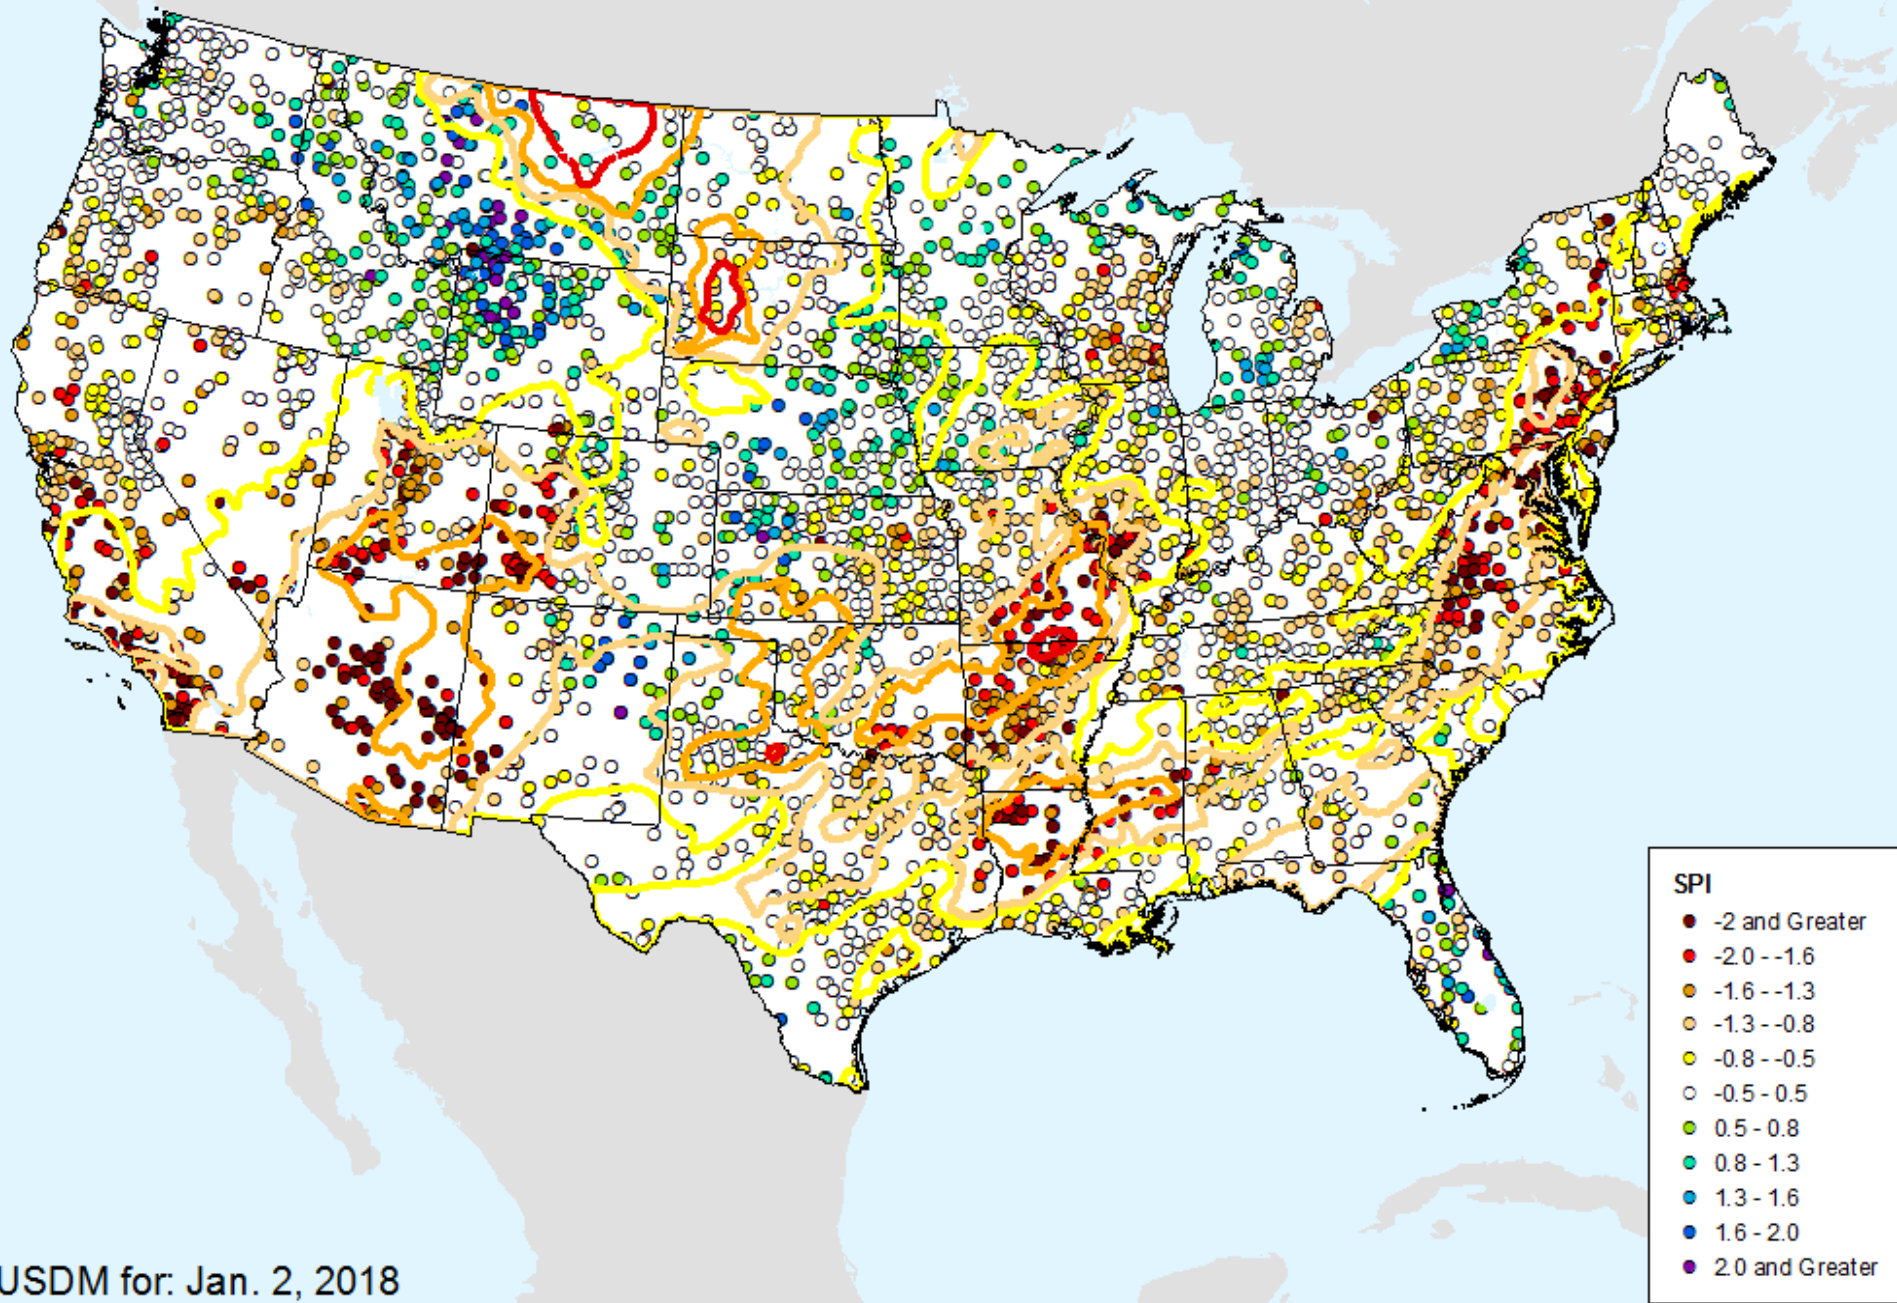 SPI
-2 and Greater
-2.0 - -1.6
-1.6 - -1.3
-1.3 - -0.8
-0.8 - -0.5
-0.5 - 0.5
0.5 - 0.8
0.8 - 1.3
1.3 - 1.6
1.6 - 2.0
2.0 and Greater
USDM for: Jan. 2, 2018